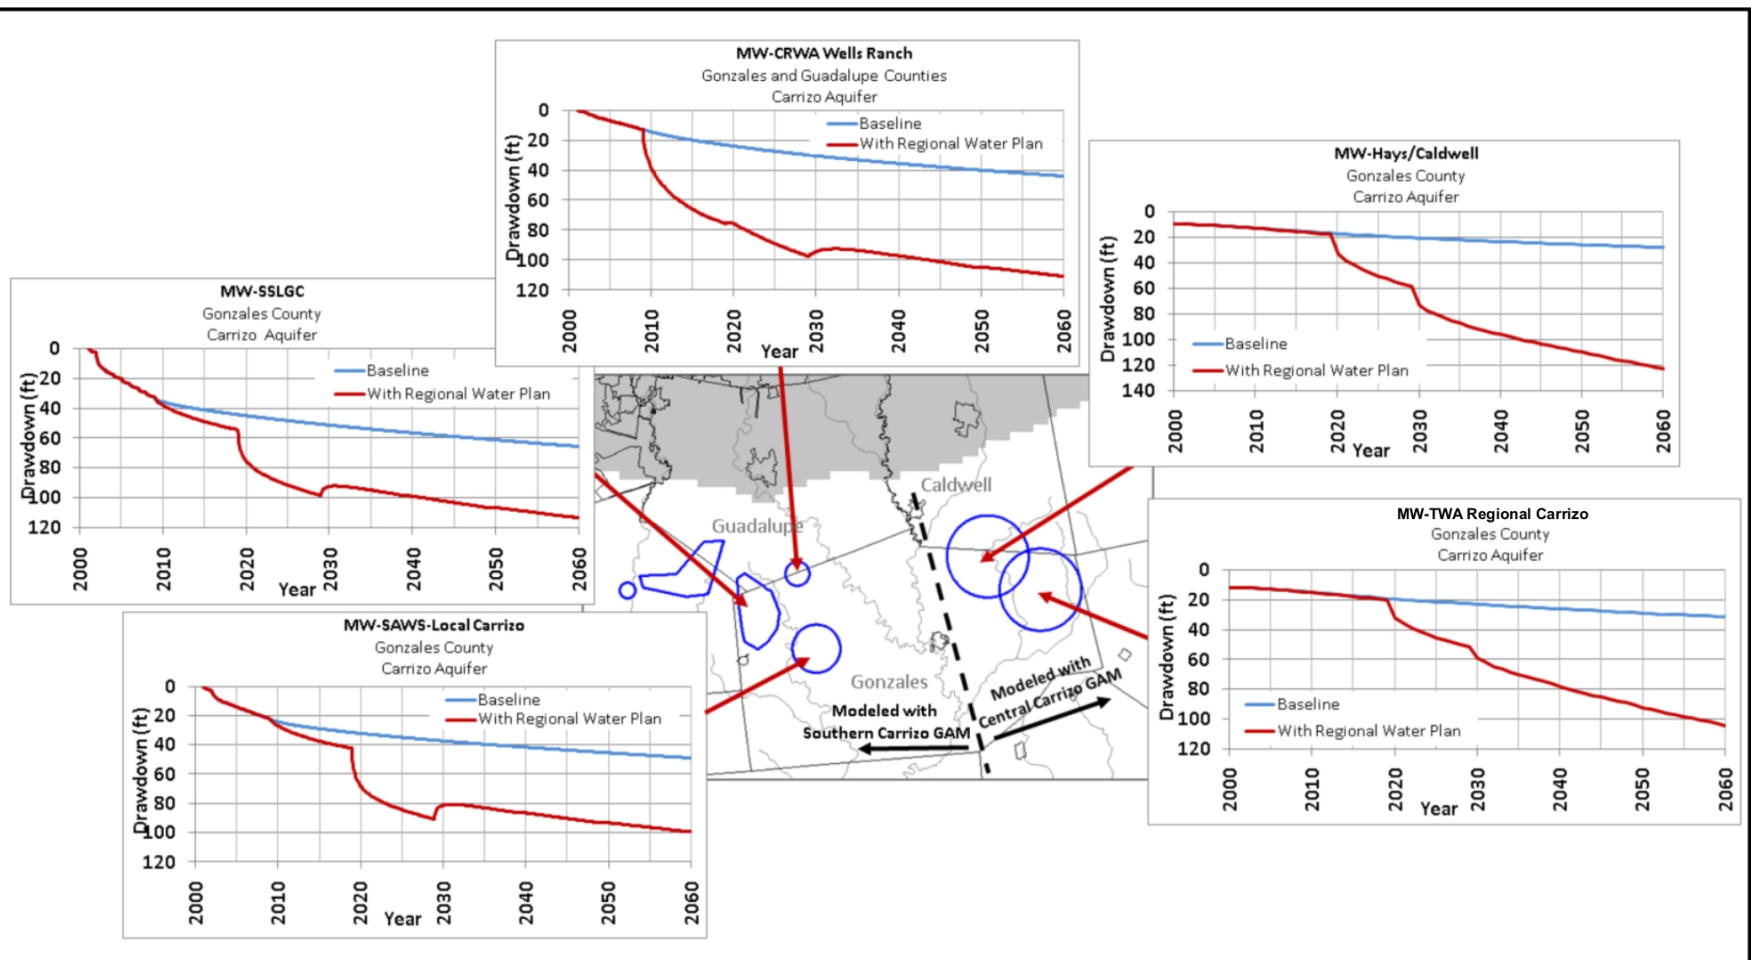 MW-CRWA Wells Ranch
Gonzales and Guadalupe Counties
Carrizo Aquifer
Drawdown (ft)
0
20
40
60
80
100
120
Baseline
With Regional Water Plan
2000 2010 2020 2030 2040 2050 2060
Year
MW-Hays/Caldwell
Gonzales County
Carrizo Aquifer
Drawdown (ft)
0
20
40
60
80
100
120
140
Baseline
With Regional Water Plan
2000 2010 2020 2030 2040 2050 2060
Year
MW-SSLGC
Gonzales County
Carrizo Aquifer
Drawdown (ft)
0
20
40
60
80
100
120
Baseline
With Regional Water Plan
2000 2010 2020 2030 2040 2050 2060
Year
Caldwell
Guadalupe
Gonzales
Modeled with
Southern Carrizo GAM
Modeled with
Central Carrizo GAM
MW-TWA Regional Carrizo
Gonzales County
Carrizo Aquifer
Drawdown (ft)
0
20
40
60
80
100
120
Baseline
With Regional Water Plan
2000 2010 2020 2030 2040 2050 2060
Year
MW-SAWS-Local Carrizo
Gonzales County
Carrizo Aquifer
Drawdown (ft)
0
20
40
60
80
100
120
Baseline
With Regional Water Plan
2000 2010 2020 2030 2040 2050 2060
Year